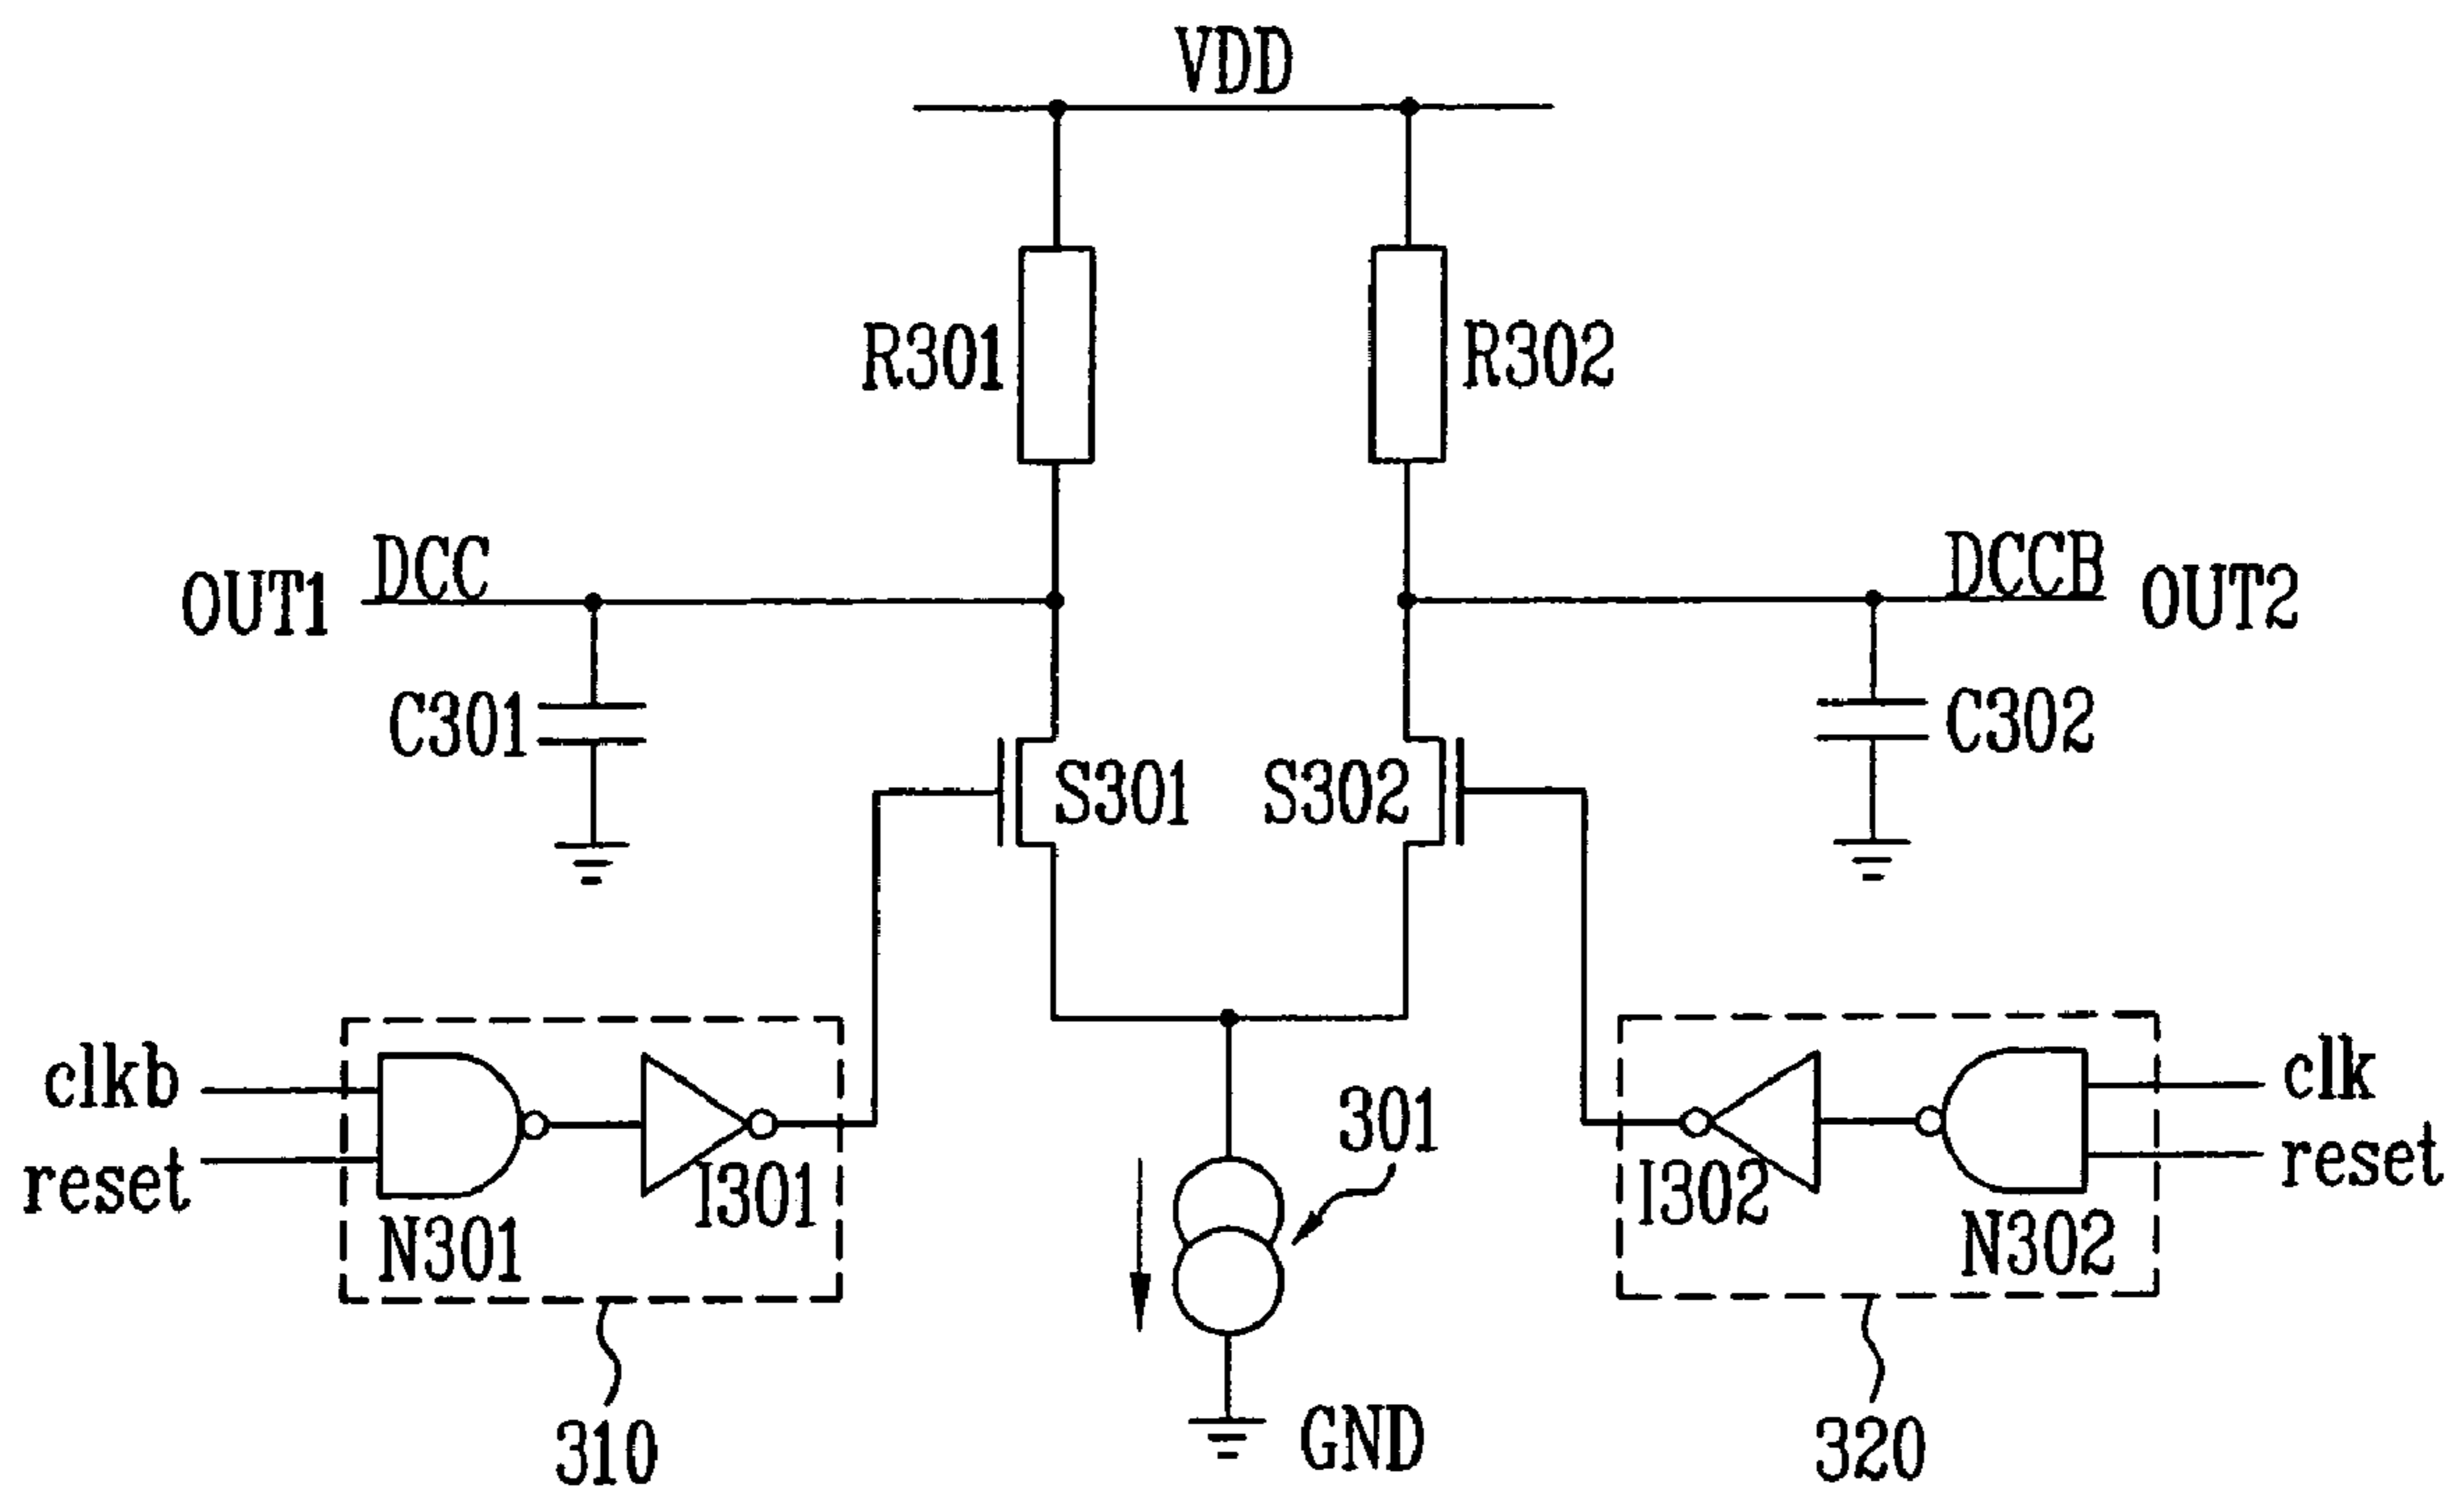 VDD
R301
R302
OUT1
DCC
DCCB
OUT2
C301
C302
S301
S302
clkb
reset
N301
I301
301
I302
N302
clk
reset
310
GND
320